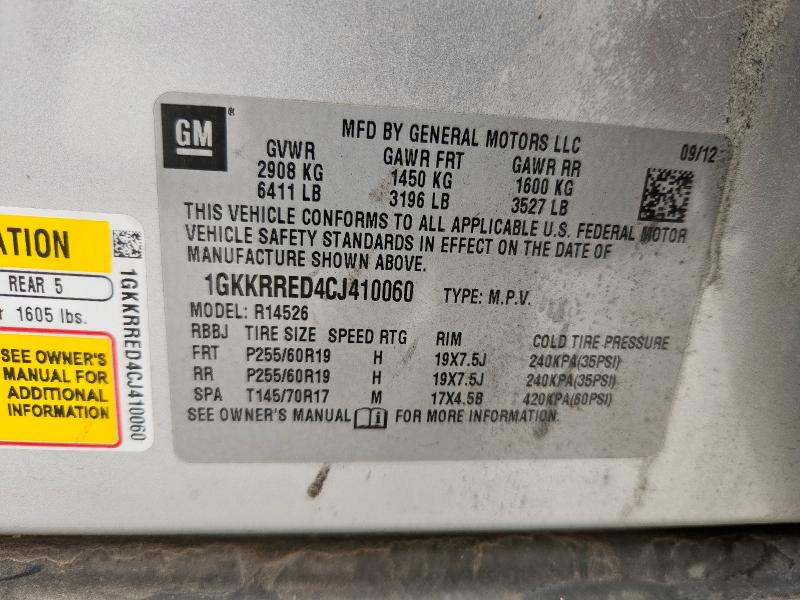 GM®
MFD BY GENERAL MOTORS LLC
09/12
GVWR GAWR FRT GAWR RR
2908 KG 1450 KG 1600 KG
6411 LB 3196 LB 3527 LB
THIS VEHICLE CONFORMS TO ALL APPLICABLE U.S. FEDERAL MOTOR
VEHICLE SAFETY STANDARDS IN EFFECT ON THE DATE OF
MANUFACTURE SHOWN ABOVE.
1GKKRRED4CJ410060 TYPE: M.P.V.
MODEL: R14526
RBBJ TIRE SIZE SPEED RTG RIM COLD TIRE PRESSURE
FRT P255/60R19 H 19X7.5J 240KPA(35PSI)
RR P255/60R19 H 19X7.5J 240KPA(35PSI)
SPA T145/70R17 M 17X4.5B 420KPA(60PSI)
SEE OWNER'S MANUAL FOR MORE INFORMATION.
ATION
REAR 5
1605 lbs.
SEE OWNER'S
MANUAL FOR
ADDITIONAL
INFORMATION
1GKKRRED4CJ410060